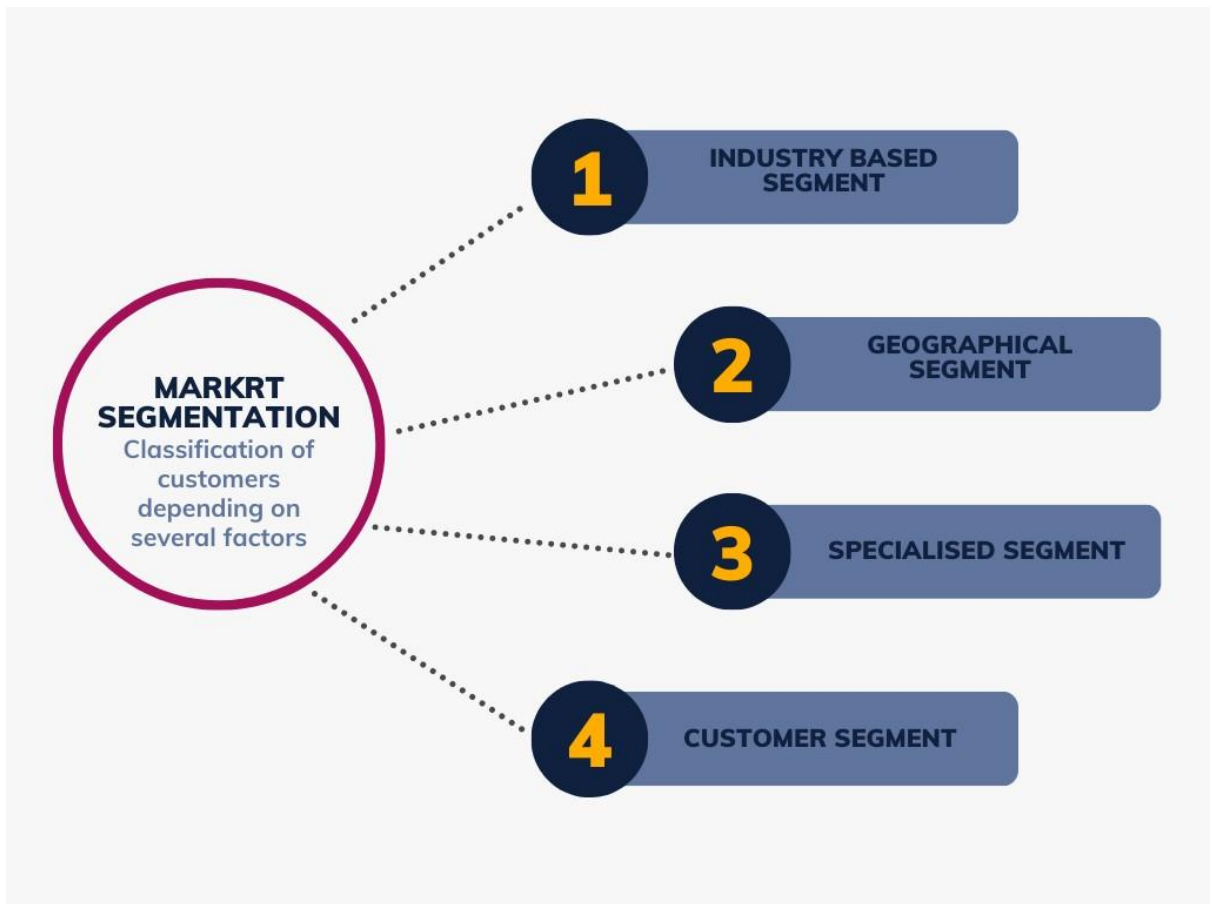 MARKRT
SEGMENTATION
Classification of
customers
depending on
several factors
1
INDUSTRY BASED
SEGMENT
2
GEOGRAPHICAL
SEGMENT
3
SPECIALISED SEGMENT
4
CUSTOMER SEGMENT